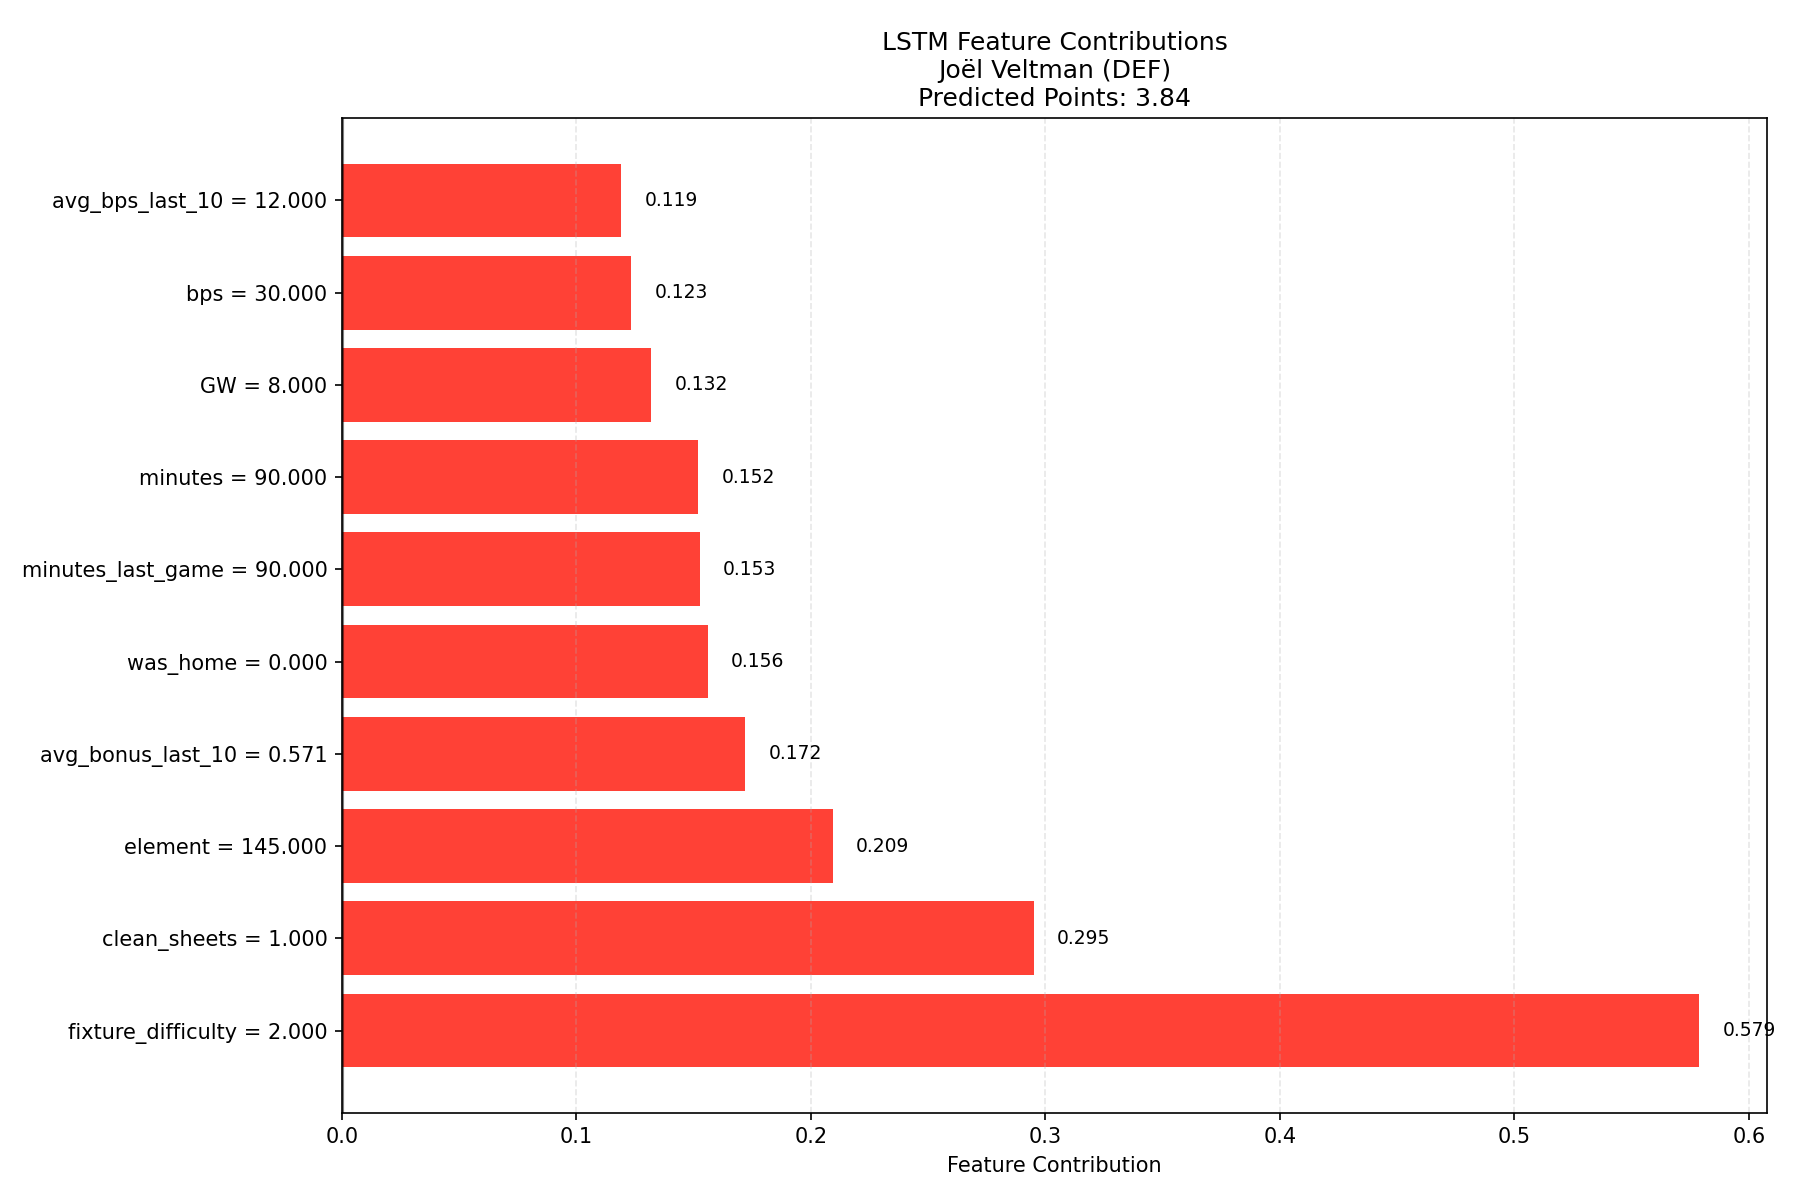 LSTM Feature Contributions
Joël Veltman (DEF)
Predicted Points: 3.84
avg_bps_last_10 = 12.000
0.119
bps = 30.000
0.123
GW = 8.000
0.132
minutes = 90.000
0.152
minutes_last_game = 90.000
0.153
was_home = 0.000
0.156
avg_bonus_last_10 = 0.571
0.172
element = 145.000
0.209
clean_sheets = 1.000
0.295
fixture_difficulty = 2.000
0.579
0.0 0.1 0.2 0.3 0.4 0.5 0.6
Feature Contribution